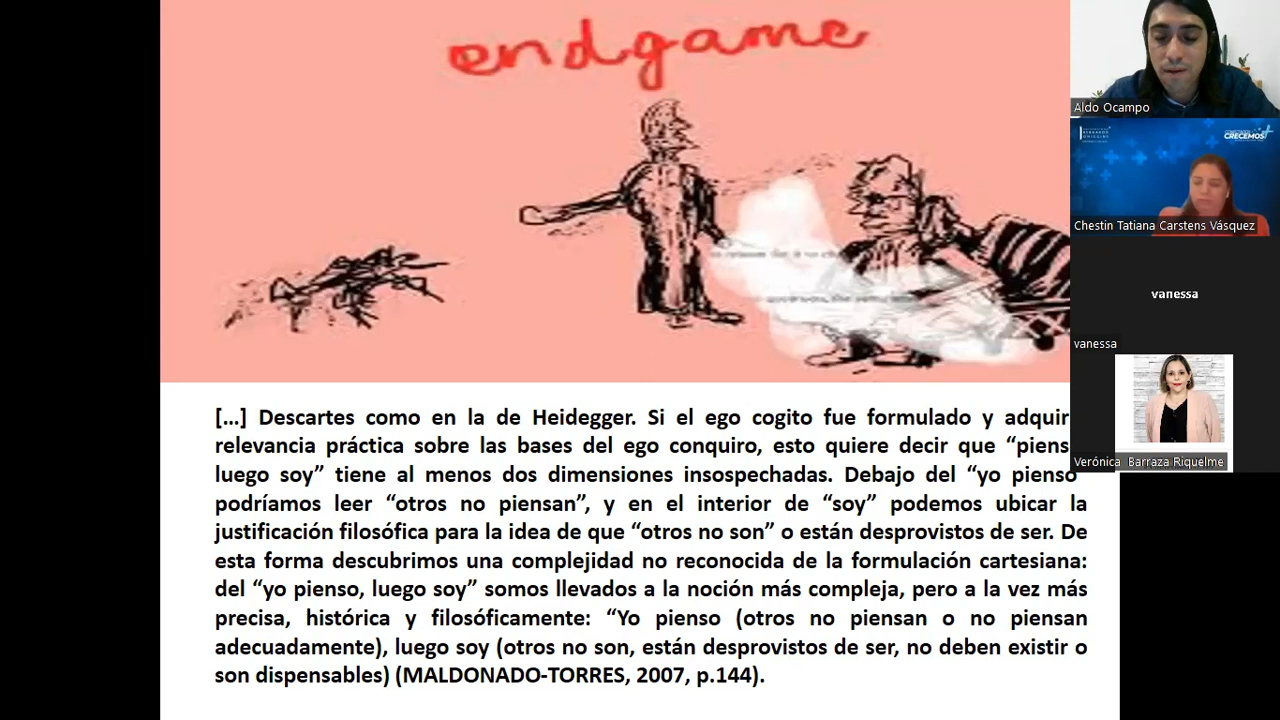 endgame
[...] Descartes como en la de Heidegger. Si el ego cogito fue formulado y adquir
relevancia práctica sobre las bases del ego conquiro, esto quiere decir que “piens
luego soy” tiene al menos dos dimensiones insospechadas. Debajo del “yo pienso”
podríamos leer “otros no piensan”, y en el interior de “soy” podemos ubicar la
justificación filosófica para la idea de que “otros no son” o están desprovistos de ser. De
esta forma descubrimos una complejidad no reconocida de la formulación cartesiana:
del “yo pienso, luego soy” somos llevados a la noción más compleja, pero a la vez más
precisa, histórica y filosóficamente: “Yo pienso (otros no piensan o no piensan
adecuadamente), luego soy (otros no son, están desprovistos de ser, no deben existir o
son dispensables) (MALDONADO-TORRES, 2007, p.144).
Aldo Ocampo
CRECEMOS
Chestin Tatiana Carstens Vásquez
vanessa
vanessa
Verónica Barraza Riquelme